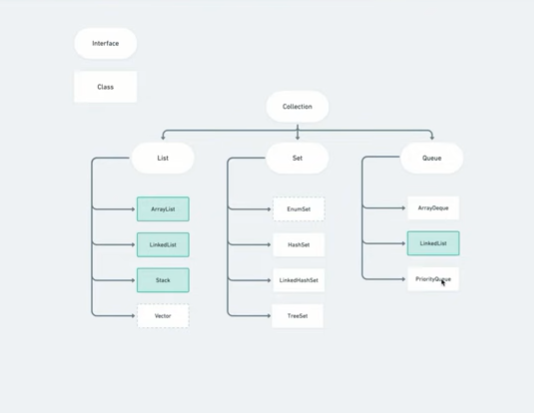 Interface
Class
Collection
List
Set
Queue
ArrayList
EnumSet
ArrayDeque
LinkedList
HashSet
LinkedList
Stack
LinkedHashSet
PriorityQueue
Vector
TreeSet